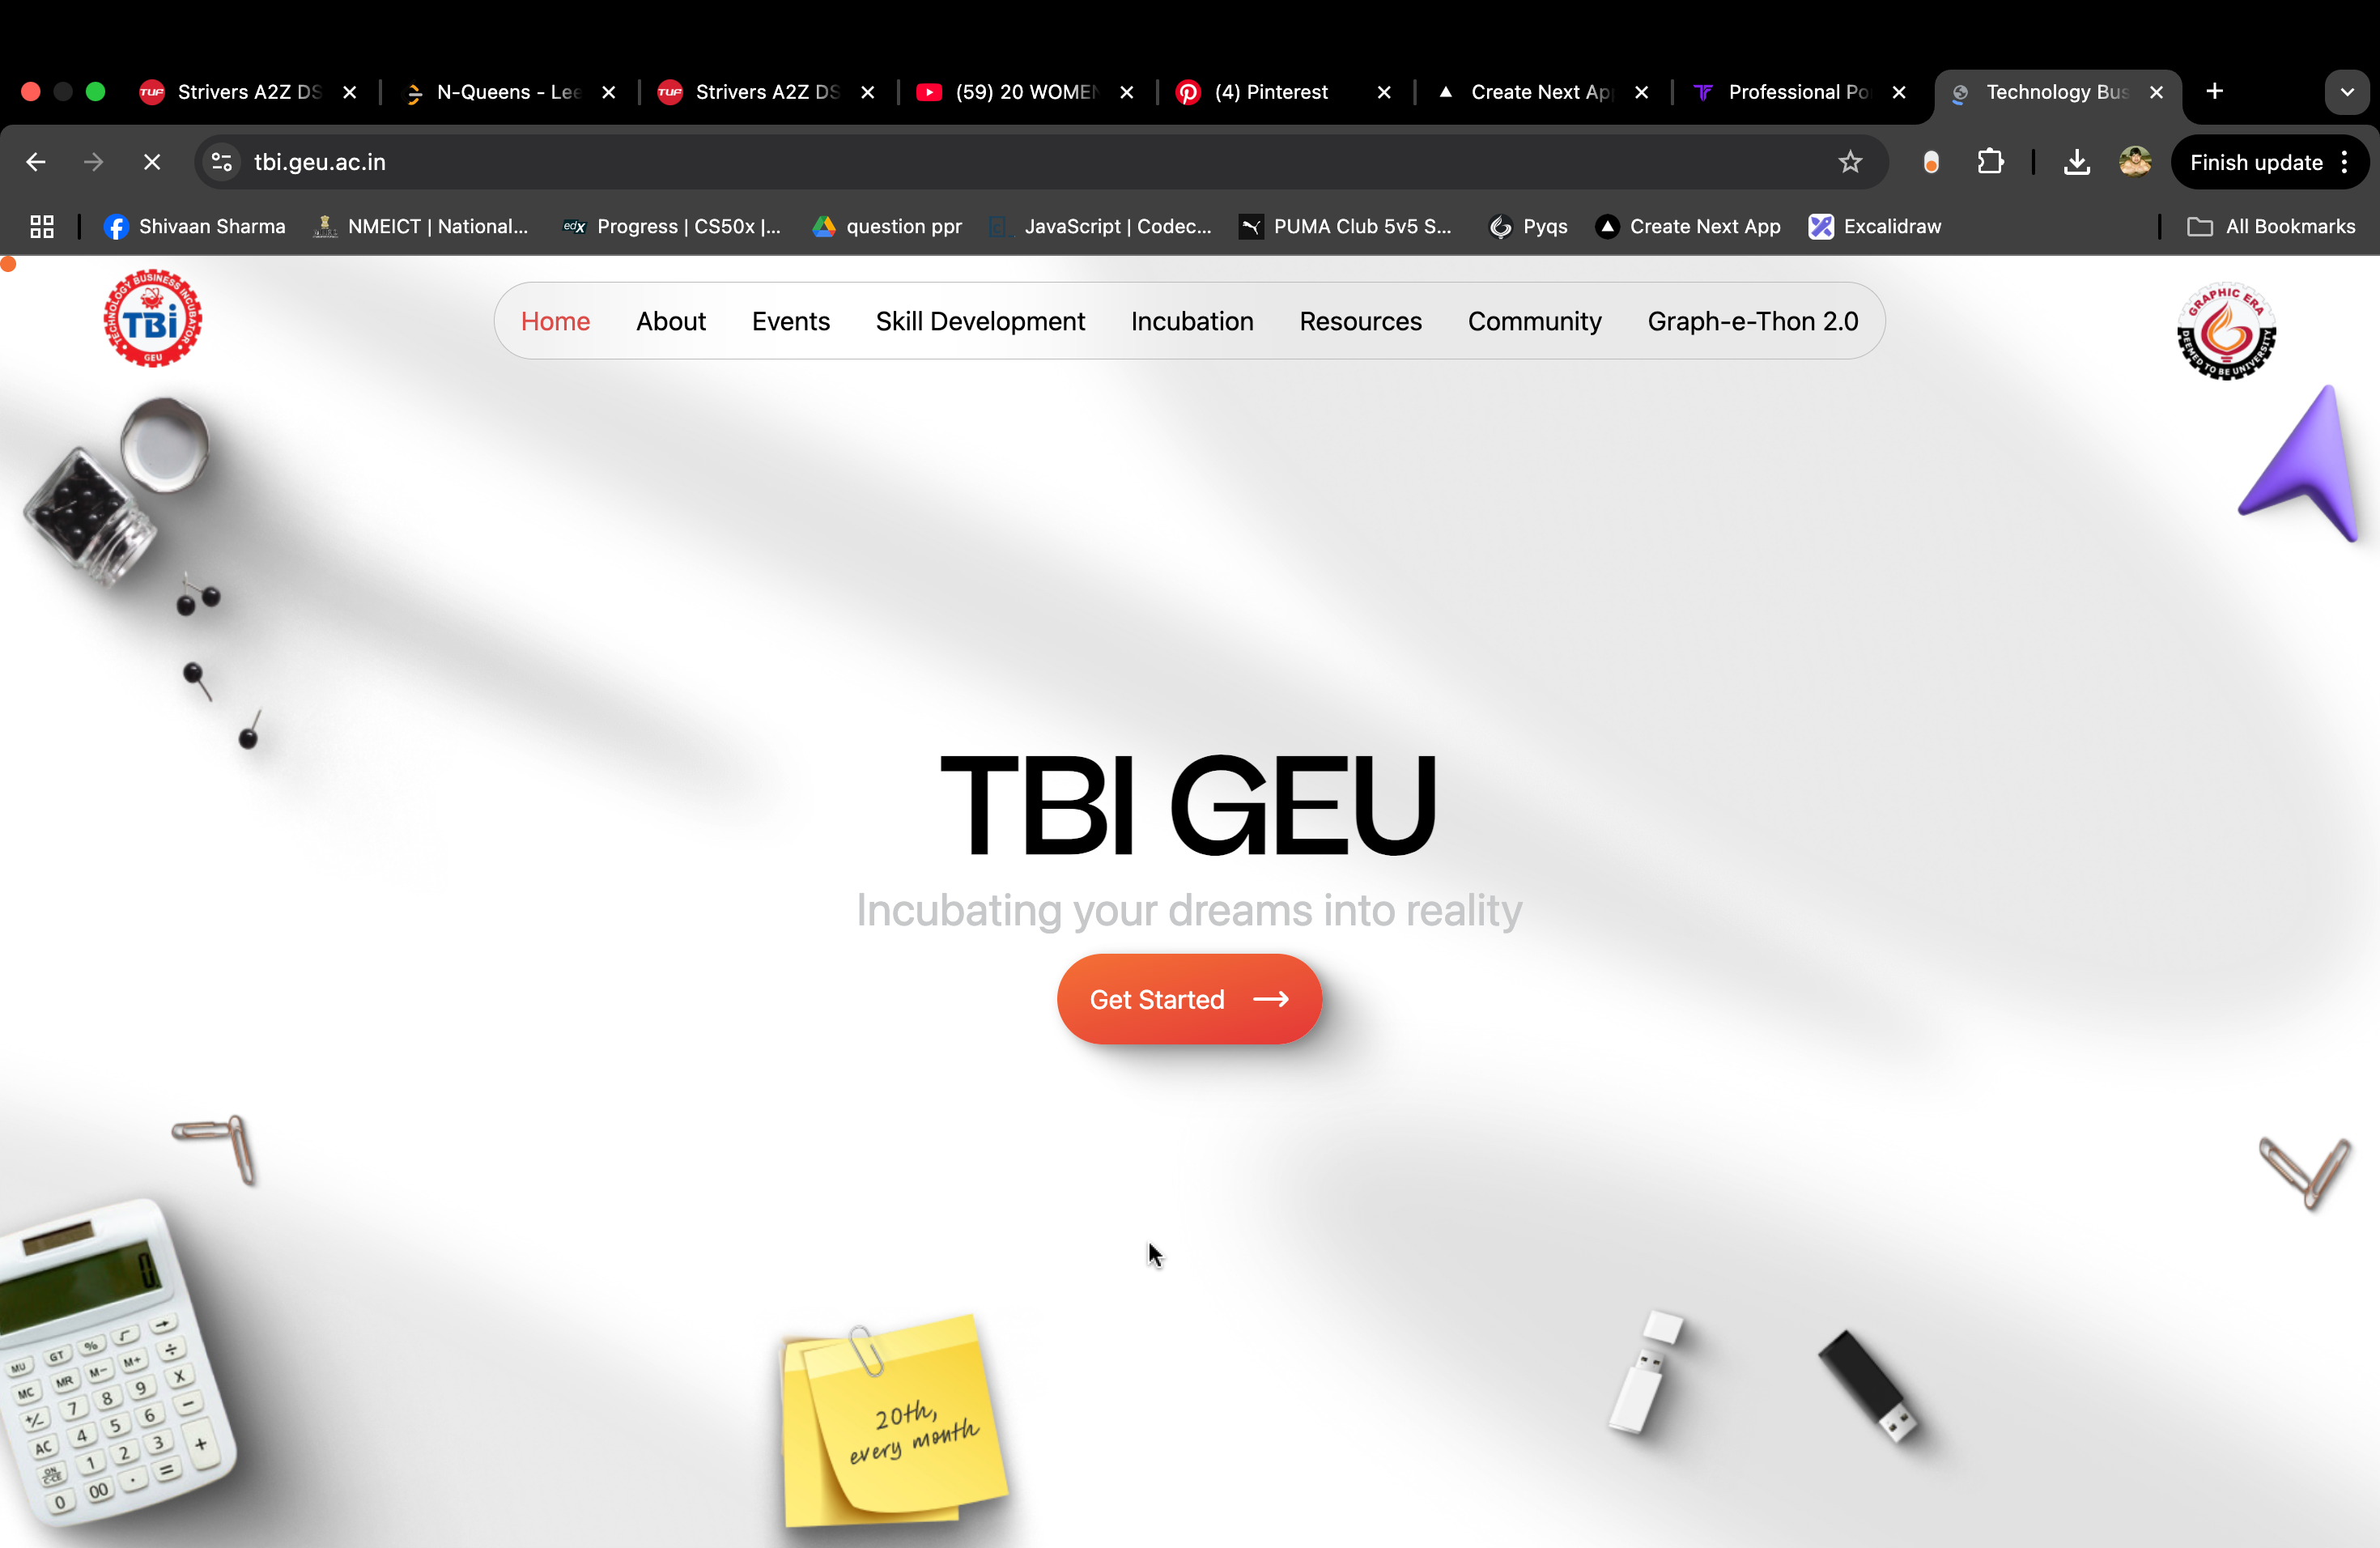 Strivers A2Z DS
N-Queens - Lee
Strivers A2Z DS
(59) 20 WOMEN
(4) Pinterest
Create Next Ap
Professional Po
Technology Bus
tbi.geu.ac.in
Finish update
Shivaan Sharma
NMEICT | National...
edX
Progress | CS50x |...
question ppr
JavaScript | Codec...
PUMA Club 5v5 S...
Pyqs
Create Next App
Excalidraw
All Bookmarks
TECHNOLOGY BUSINESS INCUBATOR
TBi
GEU
Home
About
Events
Skill Development
Incubation
Resources
Community
Graph-e-Thon 2.0
GRAPHIC ERA
DEEMED TO BE UNIVERSITY
TBI GEU
Incubating your dreams into reality
Get Started
0
MU GT % √ →
MC MR M- M+ ÷
+/- 7 8 9 X
AC 4 5 6 -
ON C·CE 1 2 3 +
0 00 . =
20th,
every month